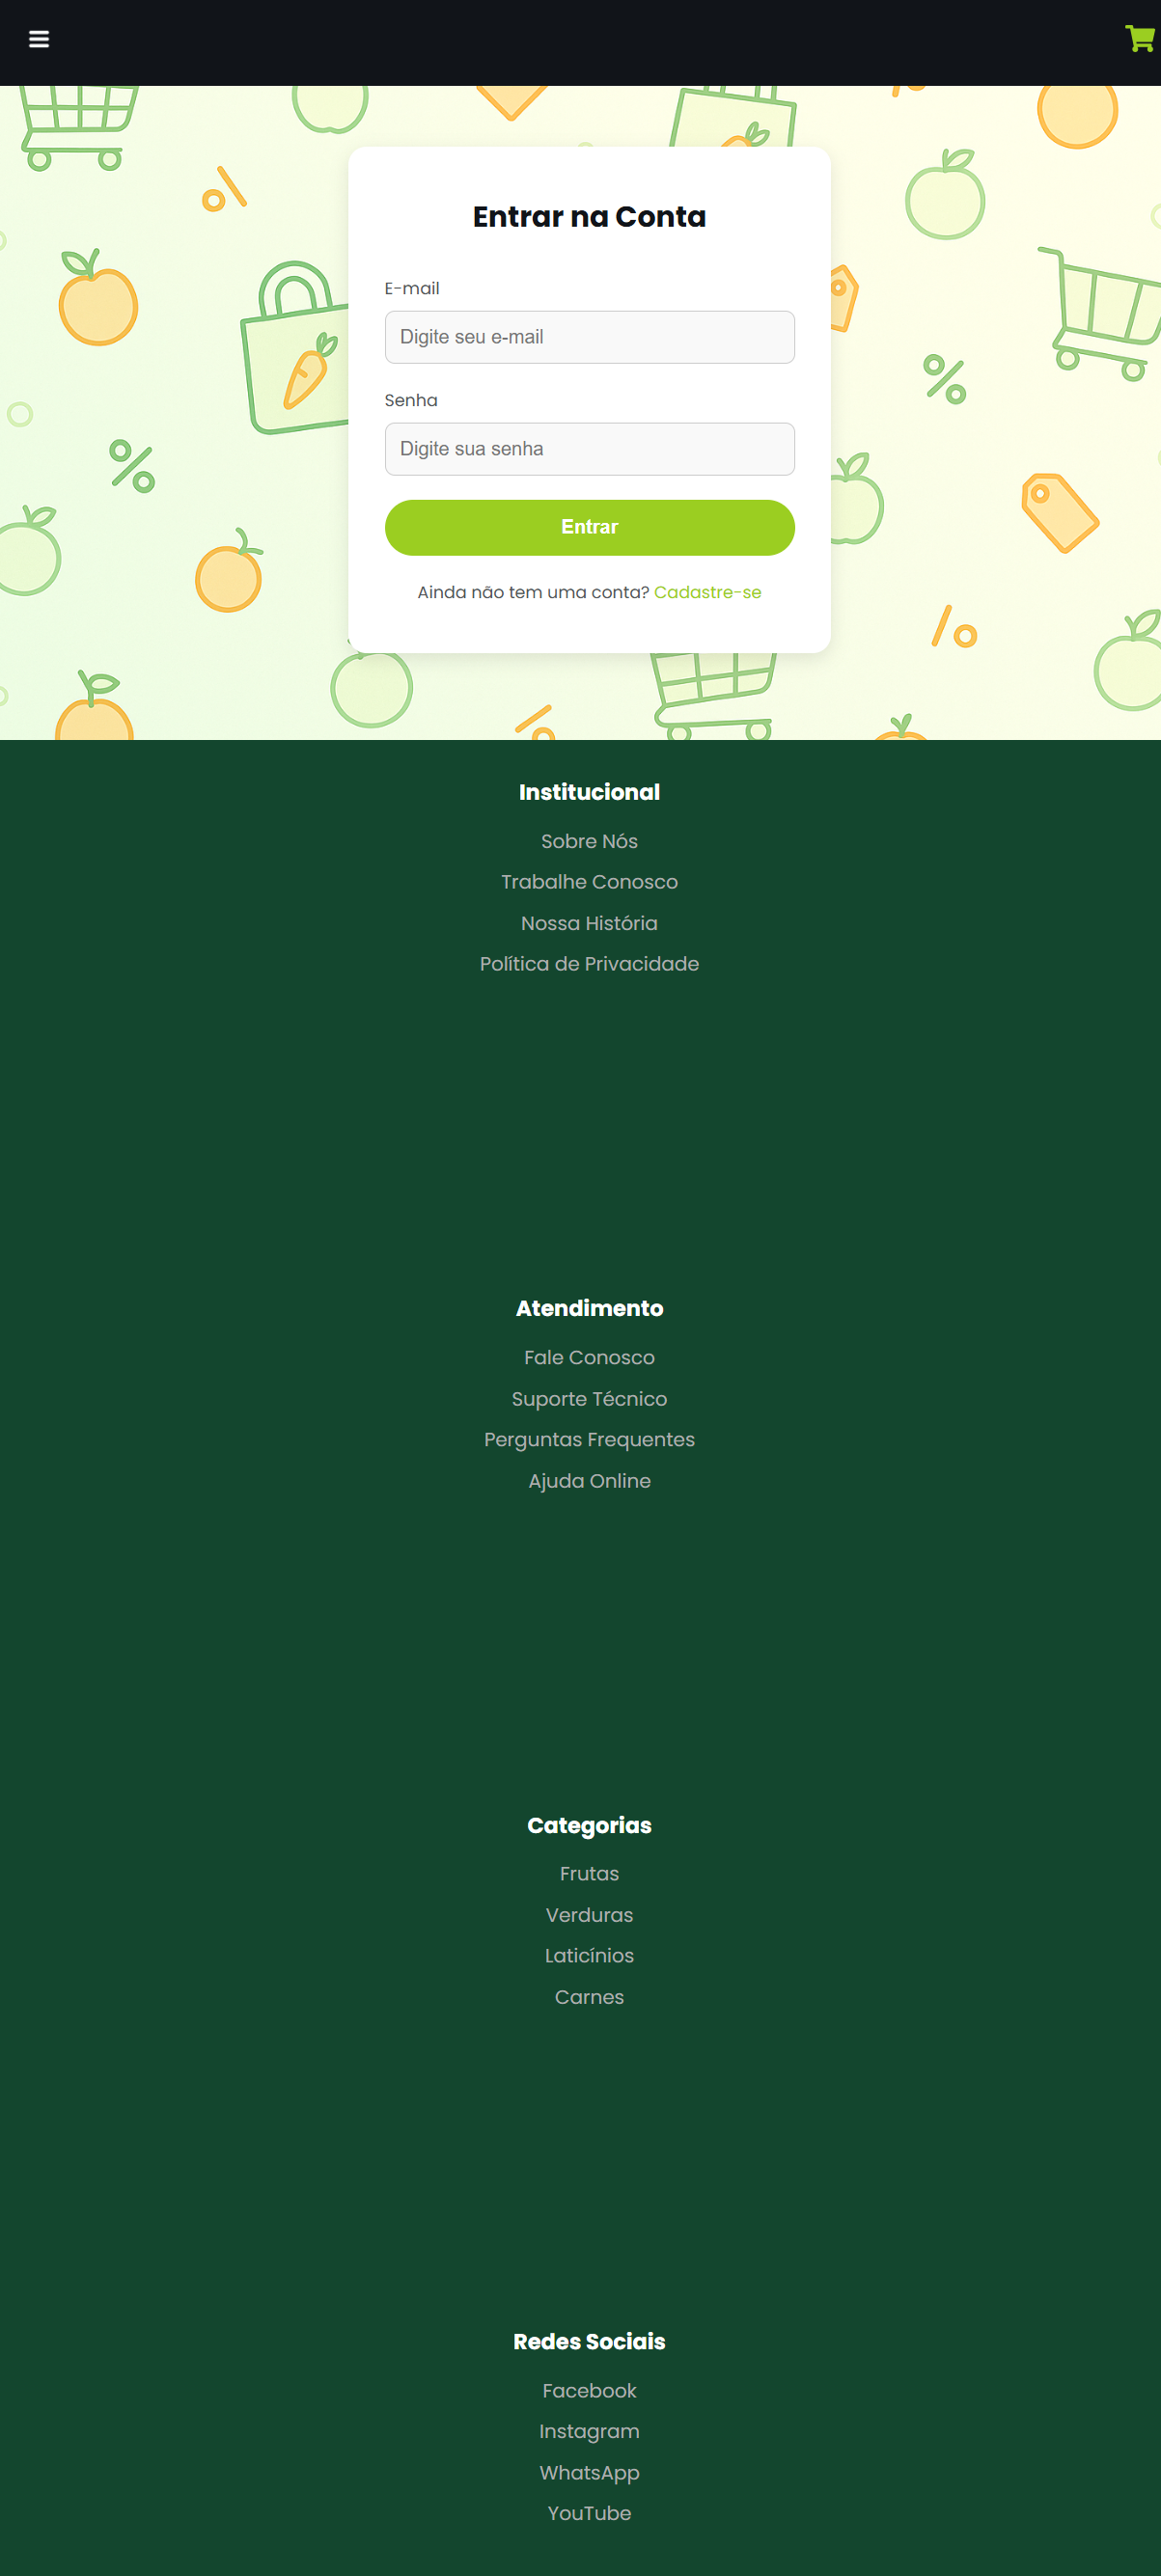 Entrar na Conta
E-mail
Digite seu e-mail
Senha
Digite sua senha
Entrar
Ainda não tem uma conta? Cadastre-se
Institucional
Sobre Nós
Trabalhe Conosco
Nossa História
Política de Privacidade
Atendimento
Fale Conosco
Suporte Técnico
Perguntas Frequentes
Ajuda Online
Categorias
Frutas
Verduras
Laticínios
Carnes
Redes Sociais
Facebook
Instagram
WhatsApp
YouTube